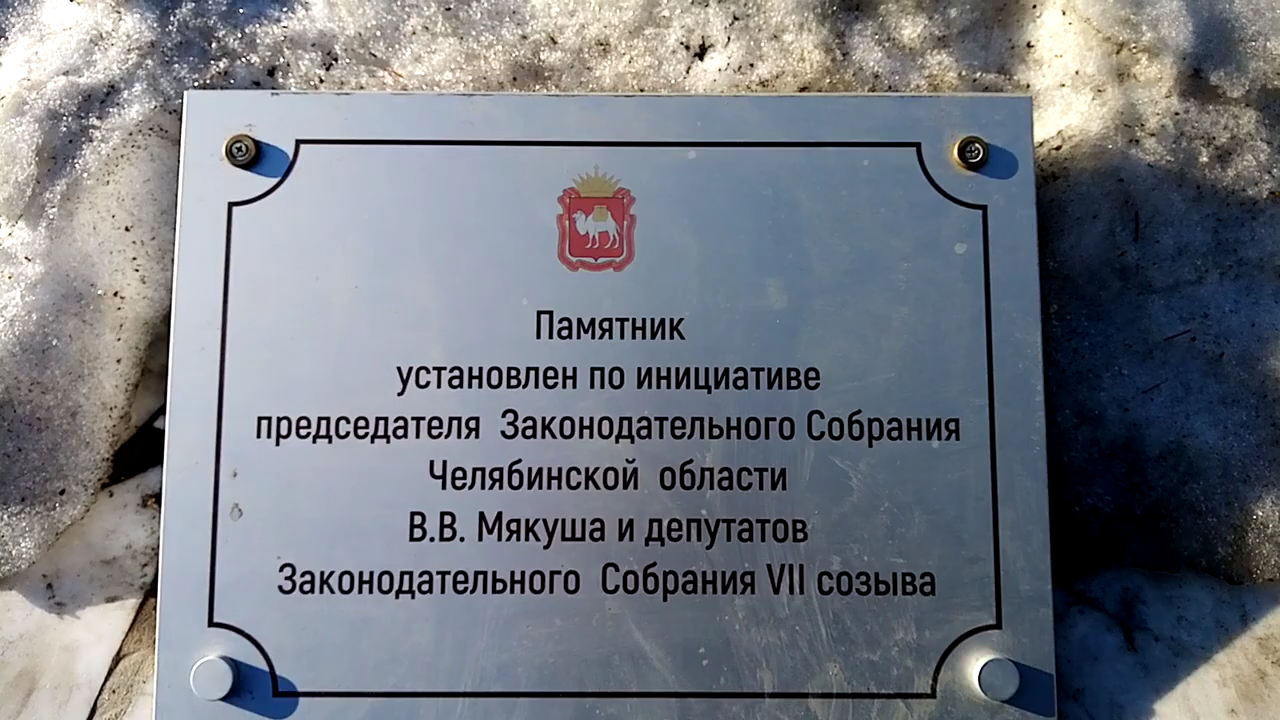 Памятник
установлен по инициативе
председателя Законодательного Собрания
Челябинской области
В.В. Мякуша и депутатов
Законодательного Собрания VII созыва